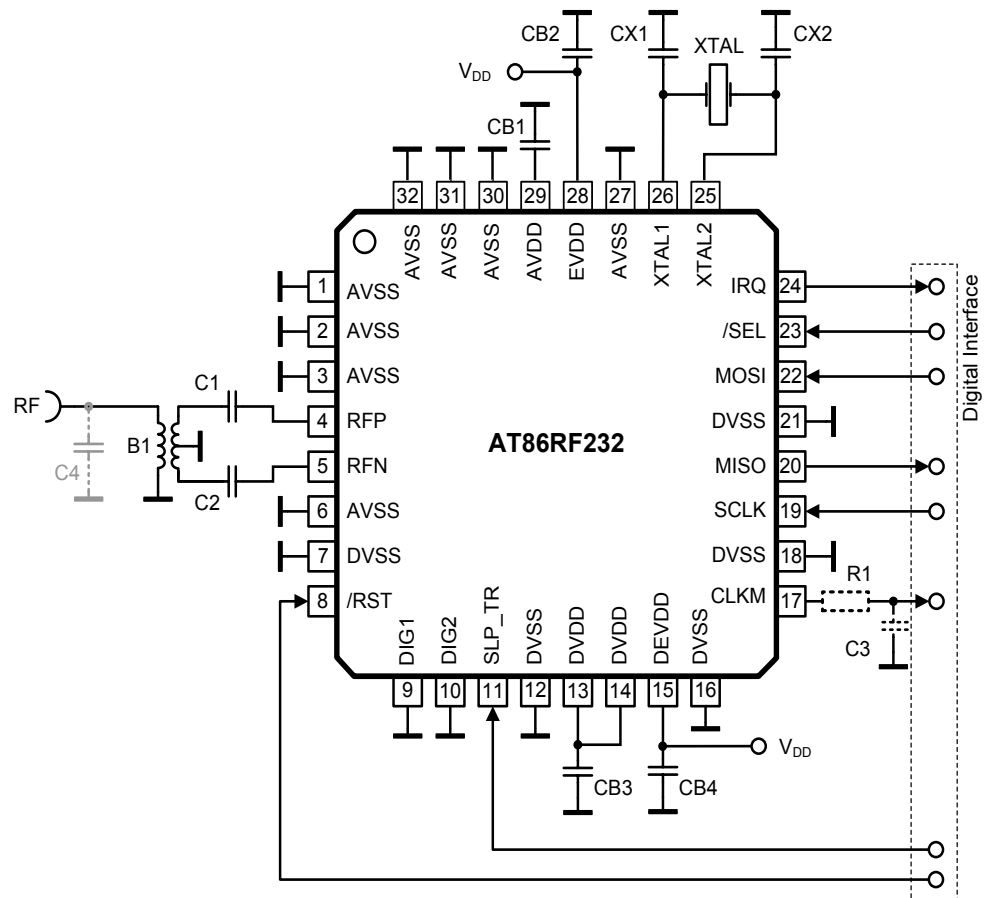 CB2
CX1
XTAL
CX2
VDD
CB1
32 31 30 29 28 27 26 25
AVSS AVSS AVSS AVDD EVDD AVSS XTAL1 XTAL2
1 AVSS
2 AVSS
3 AVSS
4 RFP
5 RFN
6 AVSS
7 DVSS
8 /RST
RF
C4
B1
C1
C2
AT86RF232
IRQ 24
/SEL 23
MOSI 22
DVSS 21
MISO 20
SCLK 19
DVSS 18
CLKM 17
R1
C3
Digital Interface
DIG1 DIG2 SLP_TR DVSS DVDD DVDD DEVDD DVSS
9 10 11 12 13 14 15 16
CB3
CB4
VDD